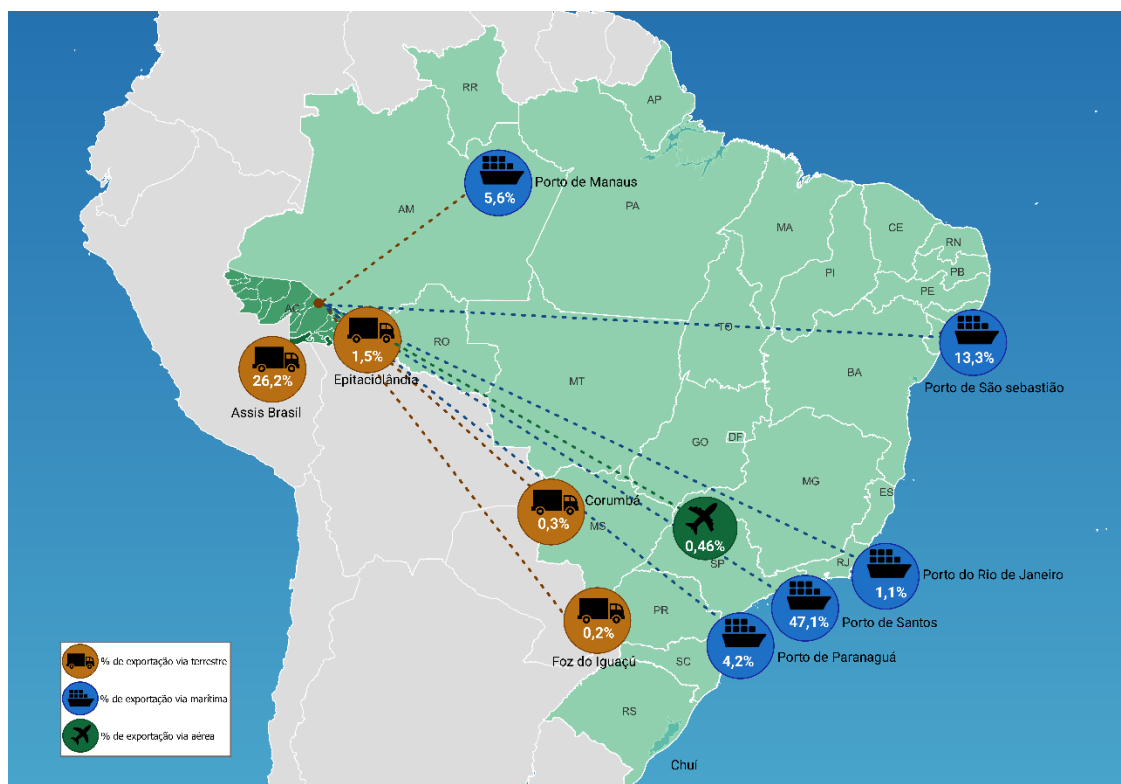 RR
AP
Porto de Manaus
5,6%
AM
PA
MA
CE
RN
PB
PI
PE
AC
TO
RO
1,5%
13,3%
Epitaciolândia
26,2%
Assis Brasil
MT
BA
Porto de São sebastião
GO
DF
MG
ES
Corumbá
0,3%
MS
0,46%
SP
RJ
Porto do Rio de Janeiro
1,1%
PR
47,1%
Porto de Santos
0,2%
Foz do Iguaçú
4,2%
Porto de Paranaguá
SC
RS
Chuí
% de exportação via terrestre
% de exportação via marítima
% de exportação via aérea